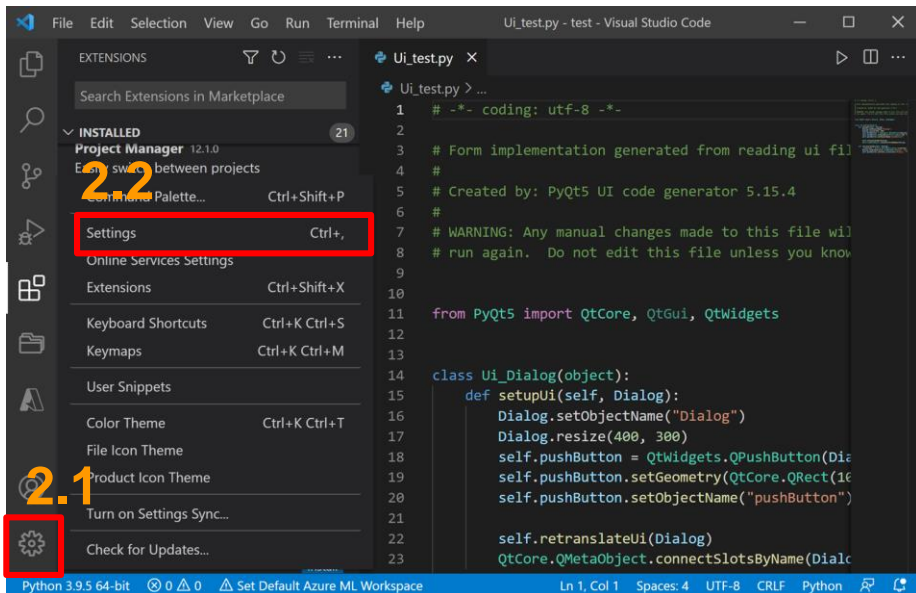 File Edit Selection View Go Run Terminal Help Ui_test.py - test - Visual Studio Code
EXTENSIONS
Search Extensions in Marketplace
INSTALLED 21
Project Manager 12.1.0
Easily switch between projects
2.2
Command Palette... Ctrl+Shift+P
Settings Ctrl+,
Online Services Settings
Extensions Ctrl+Shift+X
Keyboard Shortcuts Ctrl+K Ctrl+S
Keymaps Ctrl+K Ctrl+M
User Snippets
Color Theme Ctrl+K Ctrl+T
File Icon Theme
Product Icon Theme
2.1
Turn on Settings Sync...
Check for Updates...
Ui_test.py
Ui_test.py > ...
1 # -*- coding: utf-8 -*-
2
3 # Form implementation generated from reading ui fil
4 #
5 # Created by: PyQt5 UI code generator 5.15.4
6 #
7 # WARNING: Any manual changes made to this file wil
8 # run again. Do not edit this file unless you know
9
10
11 from PyQt5 import QtCore, QtGui, QtWidgets
12
13
14 class Ui_Dialog(object):
15 def setupUi(self, Dialog):
16 Dialog.setObjectName("Dialog")
17 Dialog.resize(400, 300)
18 self.pushButton = QtWidgets.QPushButton(Dia
19 self.pushButton.setGeometry(QtCore.QRect(10
20 self.pushButton.setObjectName("pushButton")
21
22 self.retranslateUi(Dialog)
23 QtCore.QMetaObject.connectSlotsByName(Dialo
Python 3.9.5 64-bit 0 0 Set Default Azure ML Workspace Ln 1, Col 1 Spaces: 4 UTF-8 CRLF Python